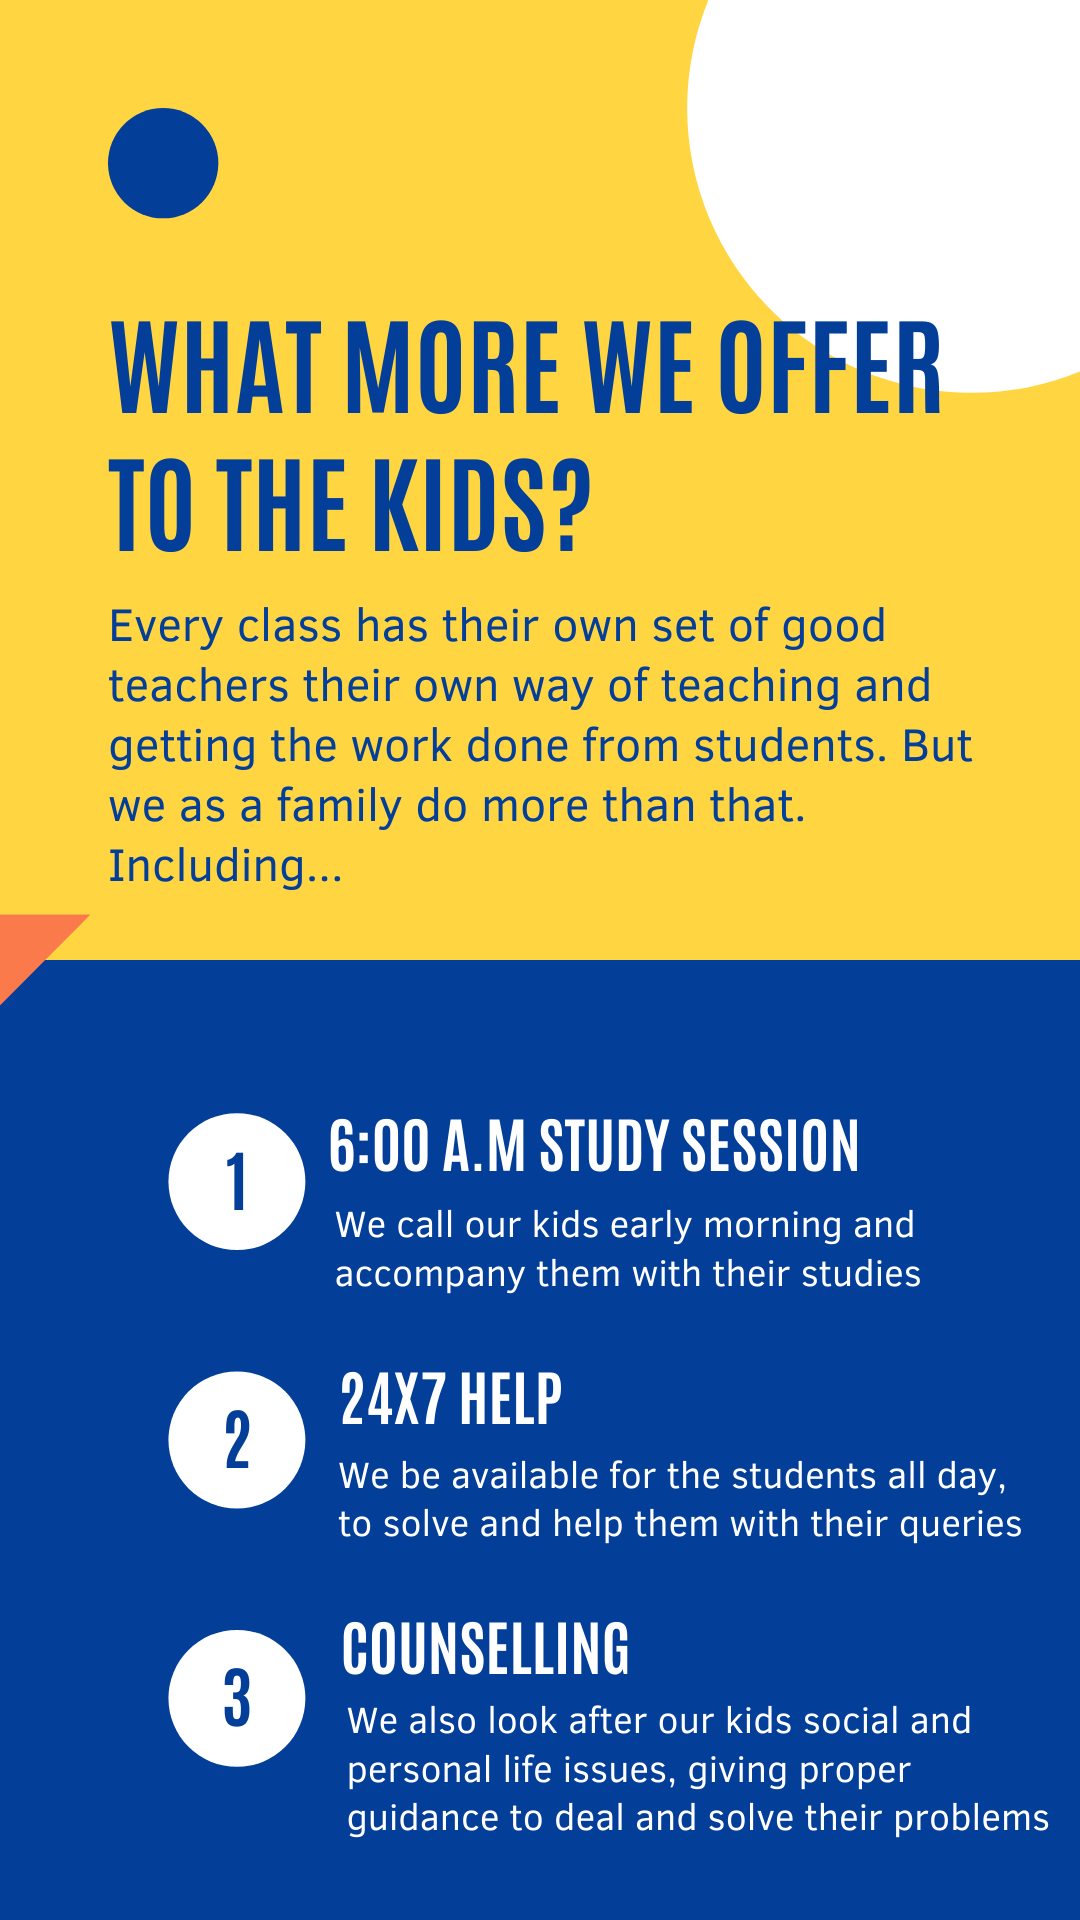 WHAT MORE WE OFFER
TO THE KIDS?
Every class has their own set of good
teachers their own way of teaching and
getting the work done from students. But
we as a family do more than that.
Including...
1
6:00 A.M STUDY SESSION
We call our kids early morning and
accompany them with their studies
2
24X7 HELP
We be available for the students all day,
to solve and help them with their queries
3
COUNSELLING
We also look after our kids social and
personal life issues, giving proper
guidance to deal and solve their problems